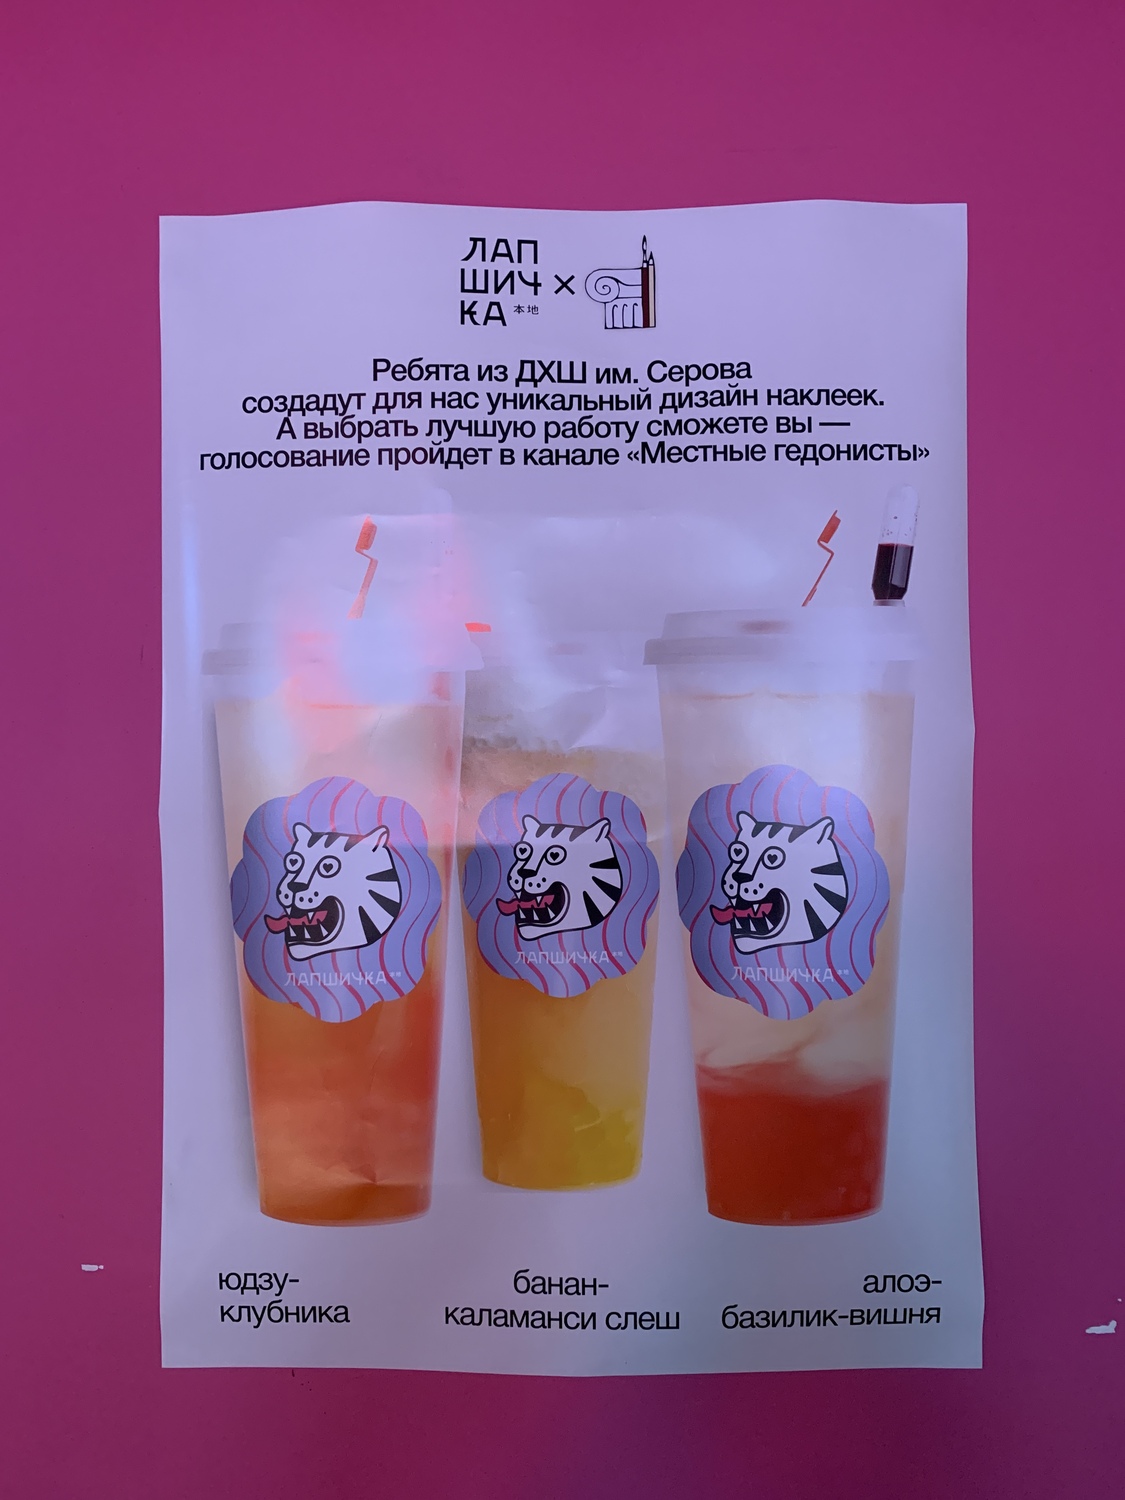 ЛАП
ШИЧ ×
КА 本地
Ребята из ДХШ им. Серова
создадут для нас уникальный дизайн наклеек.
А выбрать лучшую работу сможете вы —
голосование пройдет в канале «Местные гедонисты»
ЛАПШИЧКА
ЛАПШИЧКА
ЛАПШИЧКА
юдзу-
клубника
банан-
каламанси слеш
алоэ-
базилик-вишня